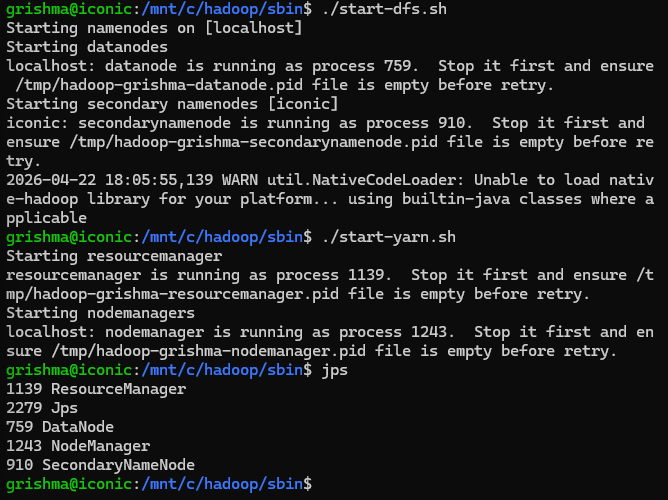 grishma@iconic:/mnt/c/hadoop/sbin$ ./start-dfs.sh
Starting namenodes on [localhost]
Starting datanodes
localhost: datanode is running as process 759.  Stop it first and ensure
 /tmp/hadoop-grishma-datanode.pid file is empty before retry.
Starting secondary namenodes [iconic]
iconic: secondarynamenode is running as process 910.  Stop it first and
ensure /tmp/hadoop-grishma-secondarynamenode.pid file is empty before re
try.
2026-04-22 18:05:55,139 WARN util.NativeCodeLoader: Unable to load nativ
e-hadoop library for your platform... using builtin-java classes where a
pplicable
grishma@iconic:/mnt/c/hadoop/sbin$ ./start-yarn.sh
Starting resourcemanager
resourcemanager is running as process 1139.  Stop it first and ensure /t
mp/hadoop-grishma-resourcemanager.pid file is empty before retry.
Starting nodemanagers
localhost: nodemanager is running as process 1243.  Stop it first and en
sure /tmp/hadoop-grishma-nodemanager.pid file is empty before retry.
grishma@iconic:/mnt/c/hadoop/sbin$ jps
1139 ResourceManager
2279 Jps
759 DataNode
1243 NodeManager
910 SecondaryNameNode
grishma@iconic:/mnt/c/hadoop/sbin$